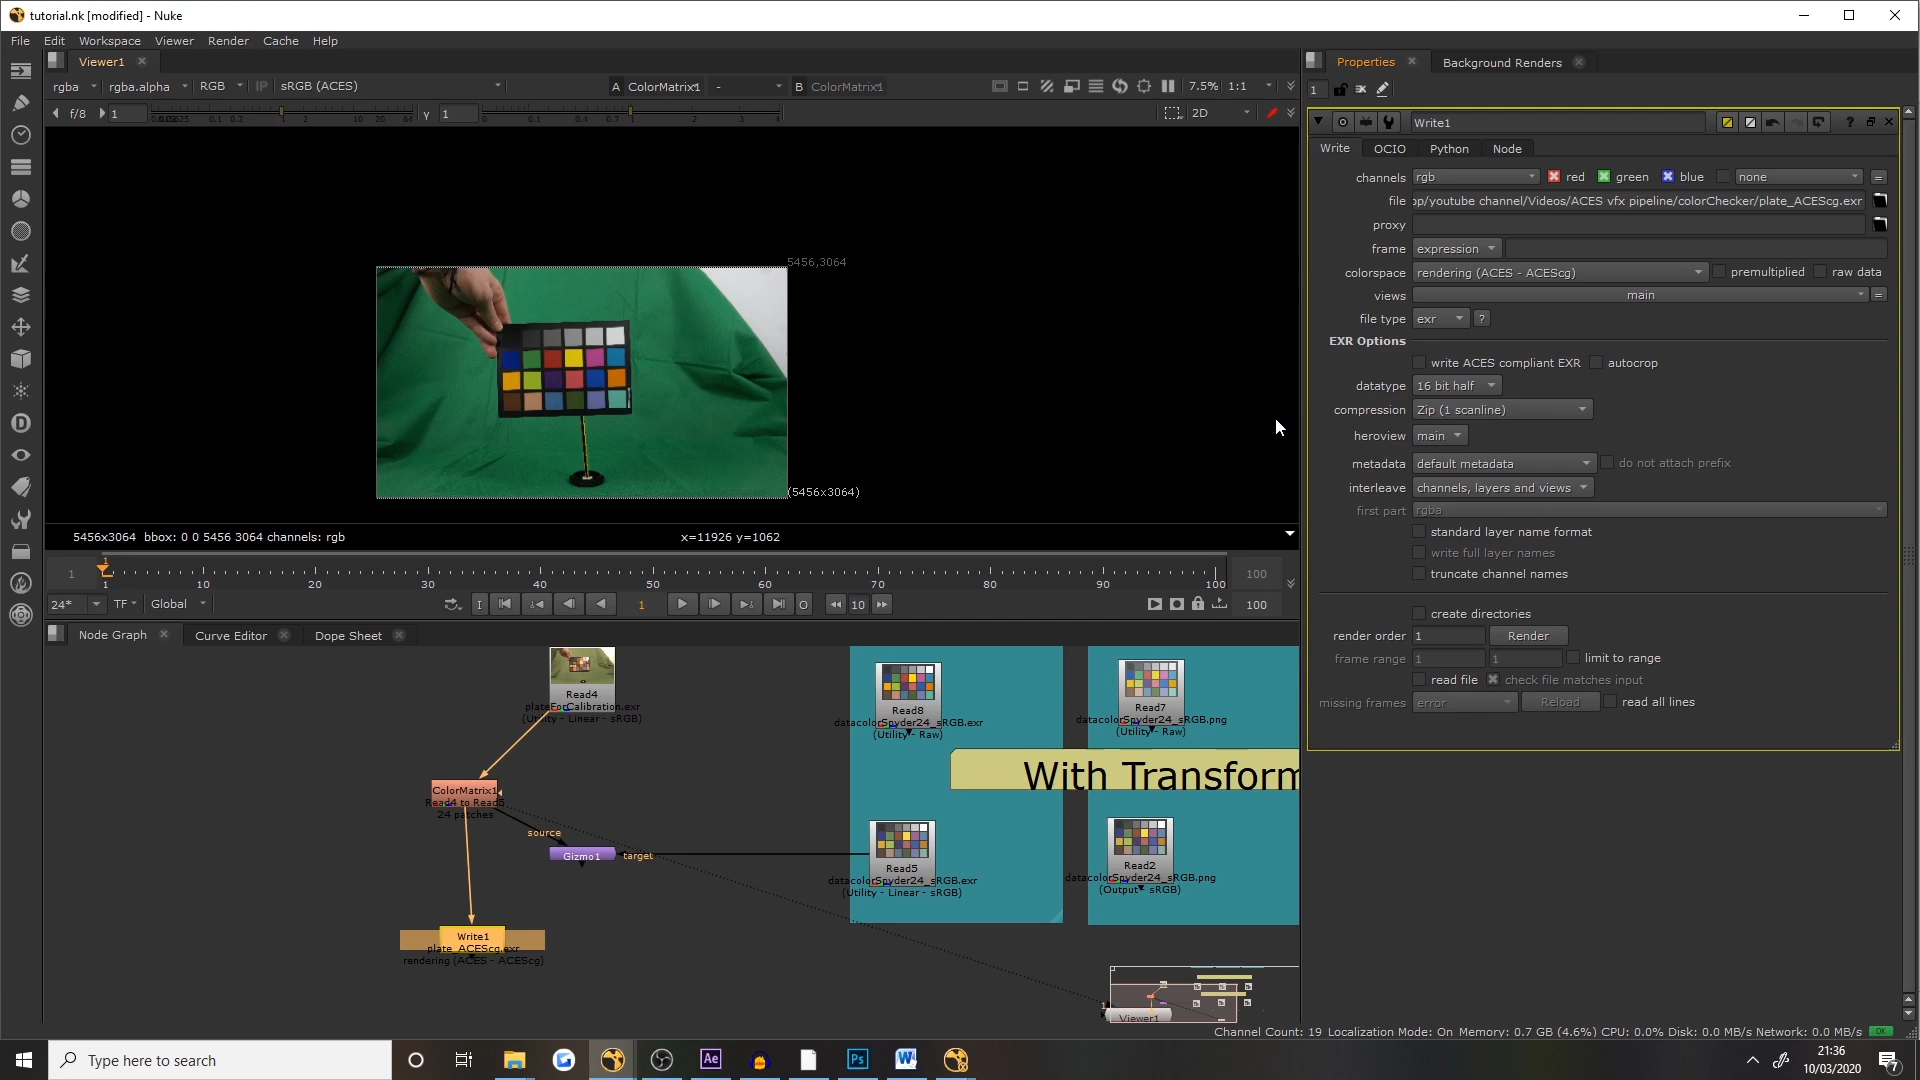 tutorial.nk [modified] - Nuke
File Edit Workspace Viewer Render Cache Help
Viewer1
rgba rgba.alpha RGB IP sRGB (ACES) A ColorMatrix1 - B ColorMatrix1 7.5% 1:1
f/8 1 γ 1 2D
5456,3064
(5456x3064)
5456x3064 bbox: 0 0 5456 3064 channels: rgb x=11926 y=1062
1
1 1 10 20 30 40 50 60 70 80 90 100 100
24* TF Global I 1 O 10 100
Node Graph Curve Editor Dope Sheet
Read4
plateForCalibration.exr
(Utility - Linear - sRGB)
ColorMatrix1
Read4 to Read5
24 patches
source
Gizmo1 target
Write1
plate_ACEScg.exr
rendering (ACES - ACEScg)
Read8
datacolorSpyder24_sRGB.exr
(Utility - Raw)
Read7
datacolorSpyder24_sRGB.png
(Utility - Raw)
With Transform
Read5
datacolorSpyder24_sRGB.exr
(Utility - Linear - sRGB)
Read2
datacolorSpyder24_sRGB.png
(Output - sRGB)
1
Viewer1
Properties Background Renders
1
Write1
Write OCIO Python Node
channels rgb red green blue none =
file op/youtube channel/Videos/ACES vfx pipeline/colorChecker/plate_ACEScg.exr
proxy
frame expression
colorspace rendering (ACES - ACEScg) premultiplied raw data
views main =
file type exr ?
EXR Options
write ACES compliant EXR autocrop
datatype 16 bit half
compression Zip (1 scanline)
heroview main
metadata default metadata do not attach prefix
interleave channels, layers and views
first part rgba
standard layer name format
write full layer names
truncate channel names
create directories
render order 1 Render
frame range 1 1 limit to range
read file check file matches input
missing frames error Reload read all lines
Channel Count: 19 Localization Mode: On Memory: 0.7 GB (4.6%) CPU: 0.0% Disk: 0.0 MB/s Network: 0.0 MB/s OK
Type here to search
Ae
Ps
W
21:36
10/03/2020
7